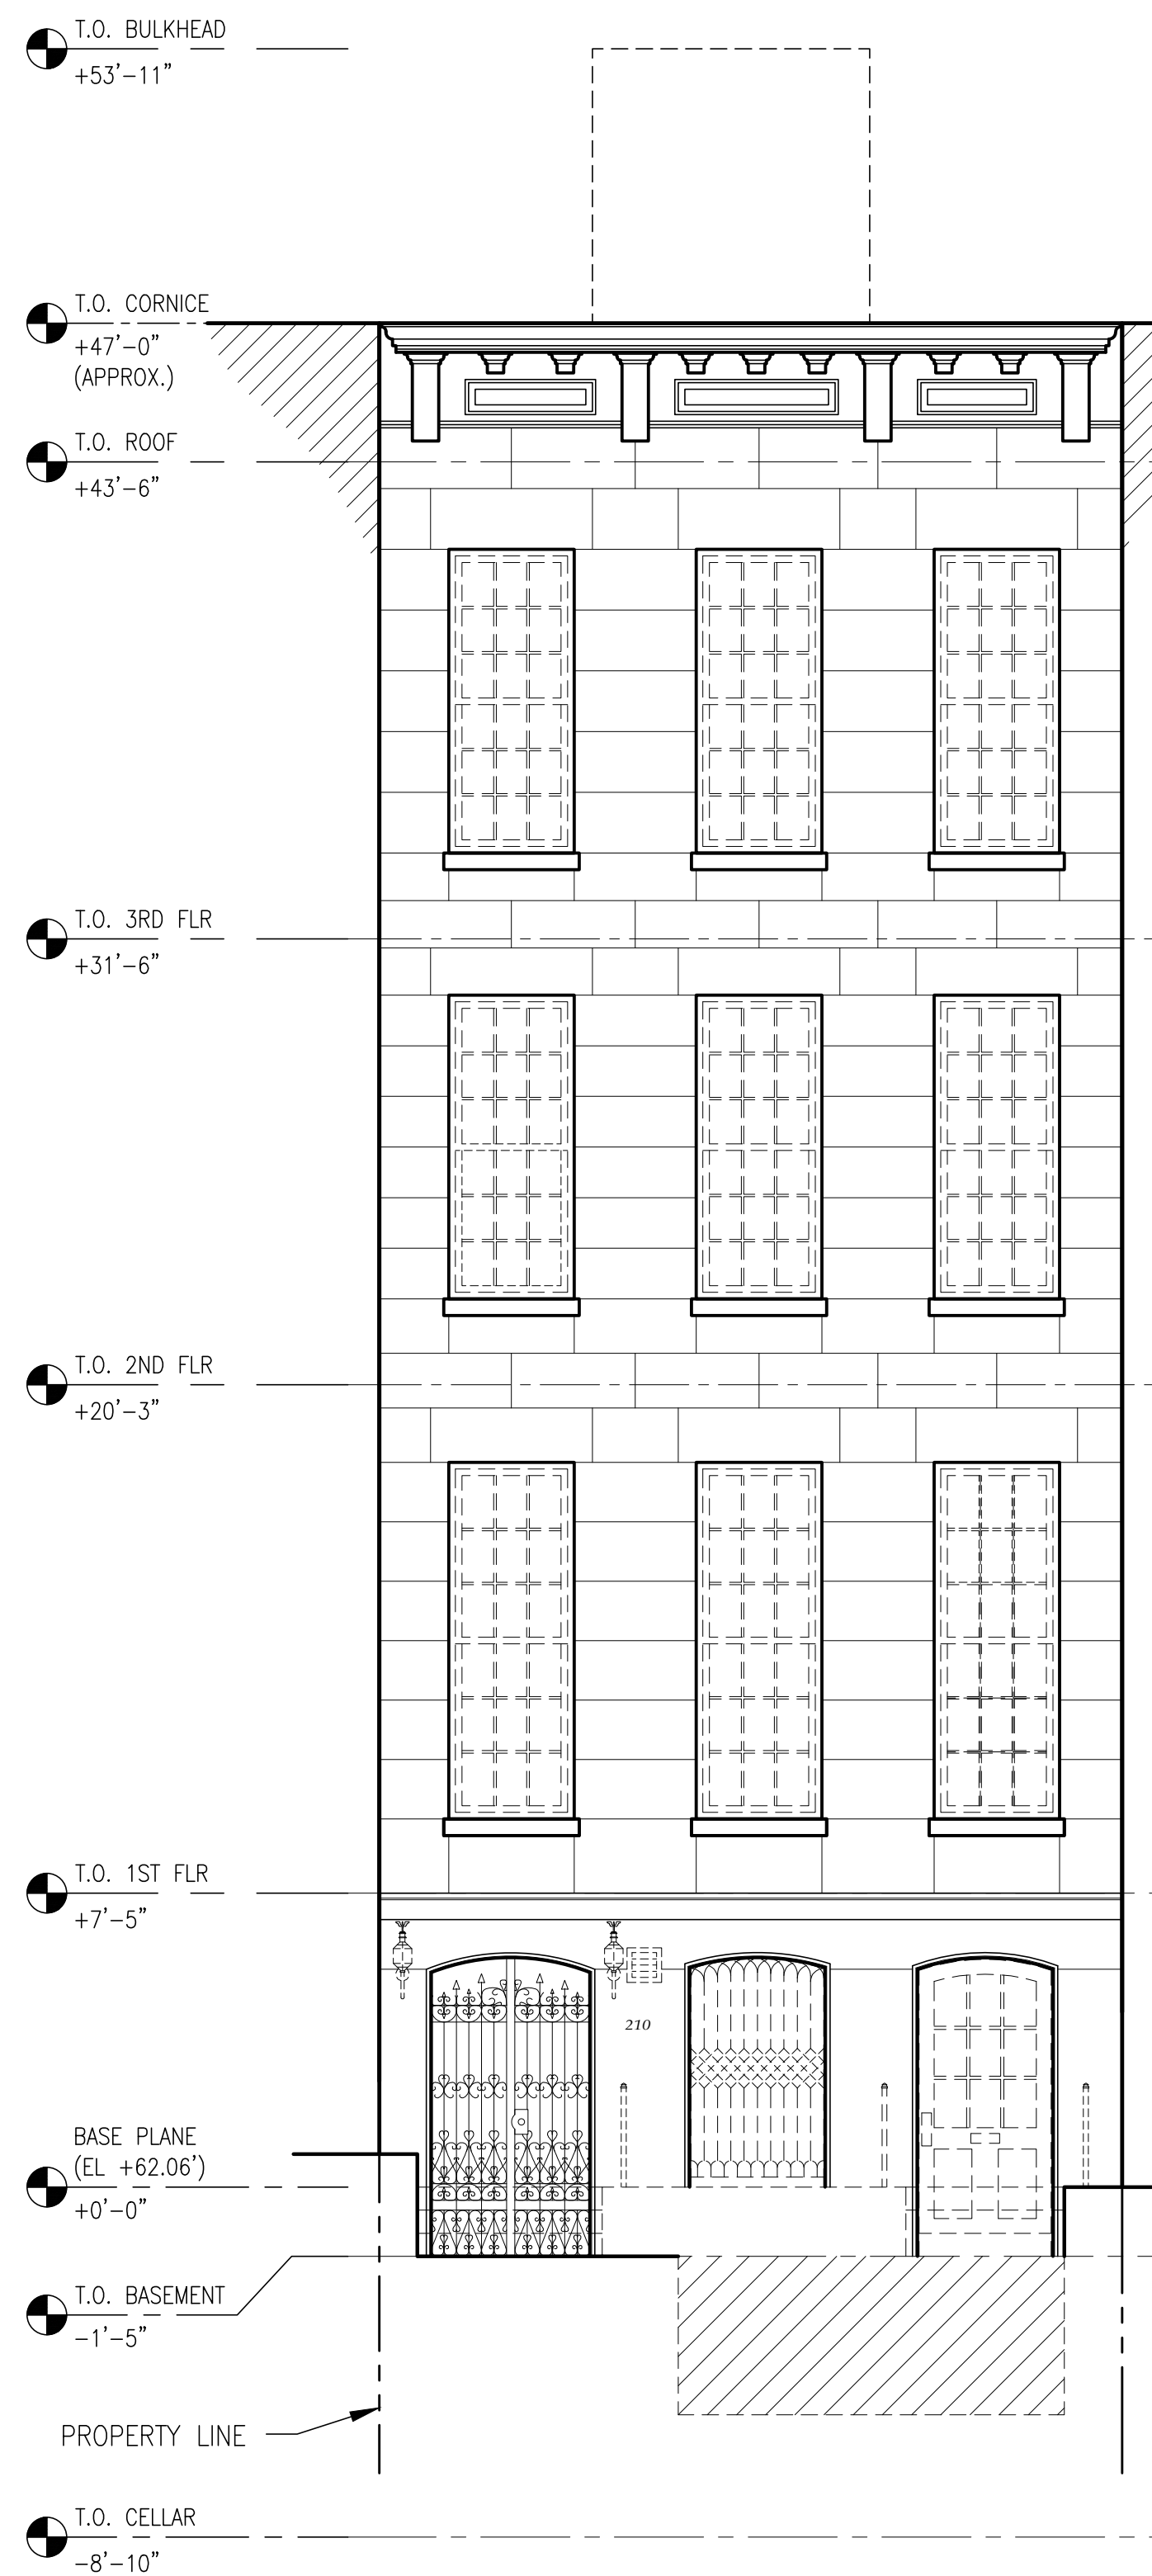 T.O. BULKHEAD
+53'-11"
T.O. CORNICE
+47'-0"
(APPROX.)
T.O. ROOF
+43'-6"
T.O. 3RD FLR
+31'-6"
T.O. 2ND FLR
+20'-3"
T.O. 1ST FLR
+7'-5"
210
BASE PLANE
(EL +62.06')
+0'-0"
T.O. BASEMENT
-1'-5"
PROPERTY LINE
T.O. CELLAR
-8'-10"